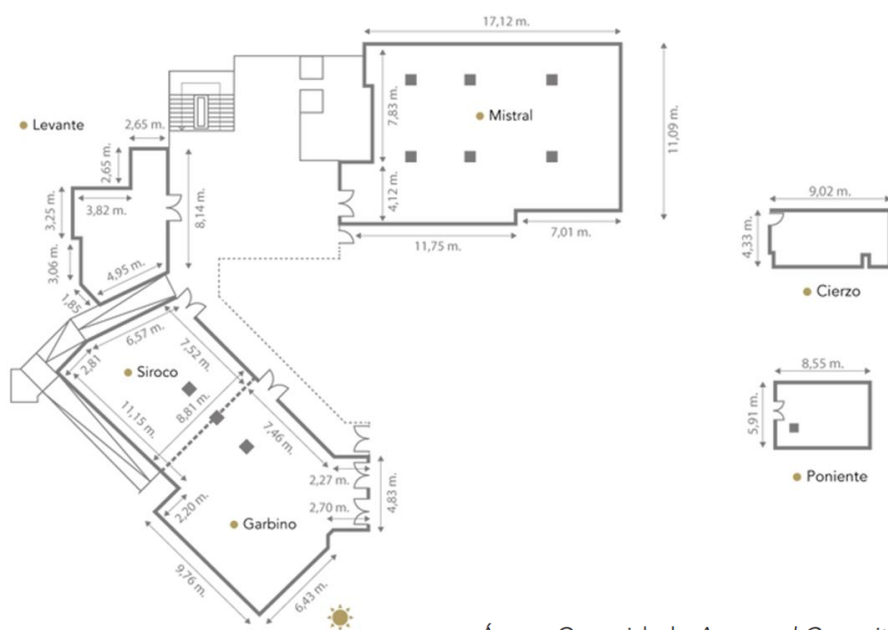 17,12 m.
Levante
2,65 m.
2,65 m.
7,83 m.
Mistral
11,09 m.
3,25 m.
3,82 m.
8,14 m.
4,12 m.
9,02 m.
4,33 m.
3,06 m.
4,95 m.
11,75 m.
7,01 m.
1,85
Cierzo
6,57 m.
7,52 m.
2,81
Siroco
8,55 m.
5,91 m.
11,15 m.
8,81 m.
7,46 m.
Poniente
2,27 m.
4,83 m.
2,20 m.
2,70 m.
Garbino
9,76 m.
6,43 m.